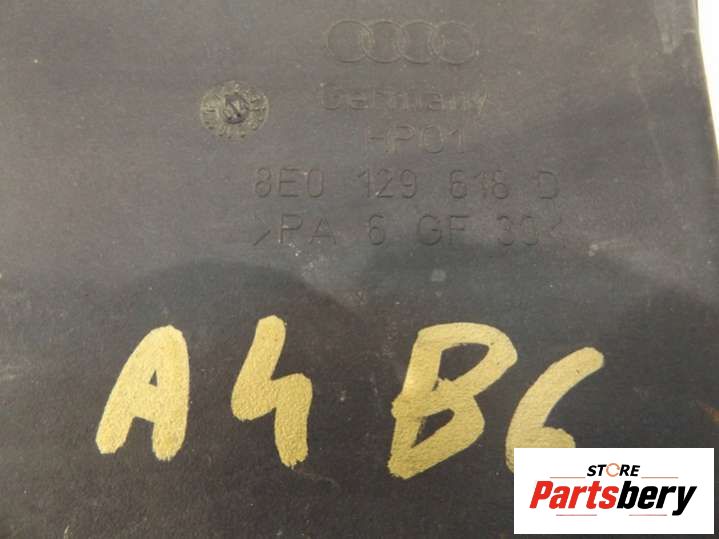 Germany
HP01
8E0 129 618 D
>PA 6 GF 30<
A4 B6
STORE
Partsbery